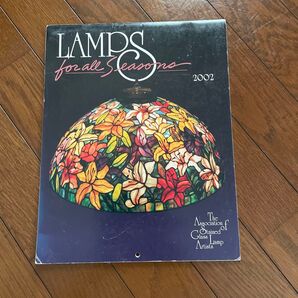 LAMPS
for all Seasons
2002
The
Association of
Stained
Glass Lamp
Artists